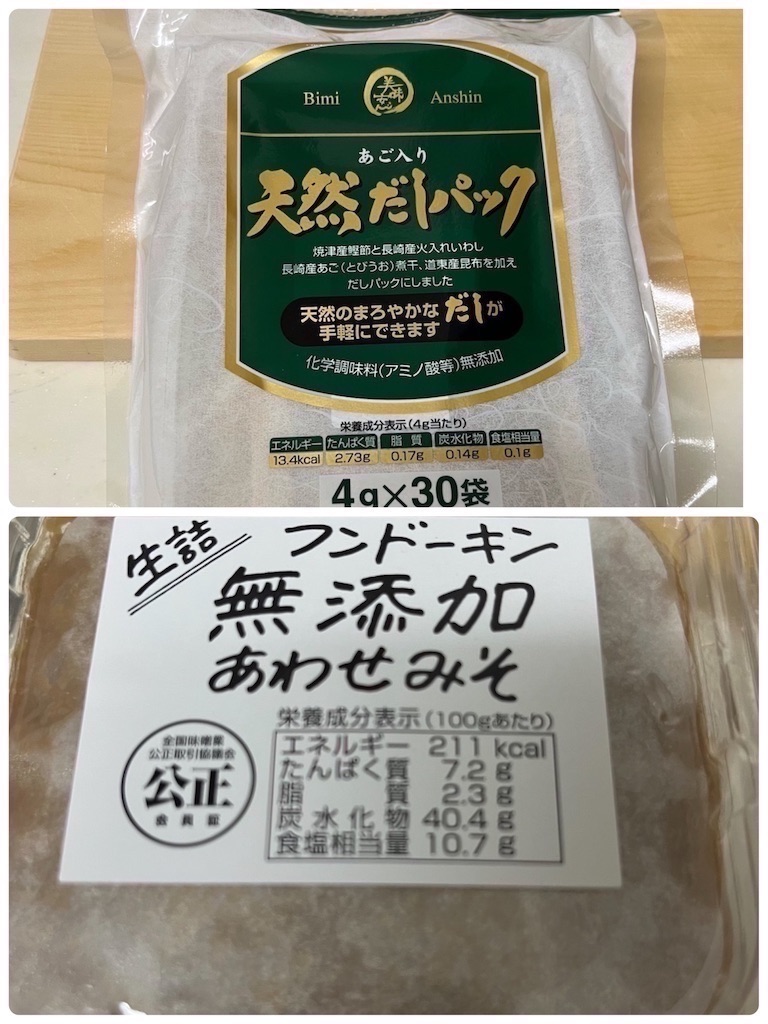 Bimi 美味安心 Anshin
あご入り
天然だしパック
焼津産鰹節と長崎産火入れいわし
長崎産あご(とびうお)煮干、道東産昆布を加え
だしパックにしました
天然のまろやかなだしが
手軽にできます
化学調味料(アミノ酸等)無添加
栄養成分表示(4g当たり)
エネルギー たんぱく質 脂質 炭水化物 食塩相当量
13.4kcal 2.73g 0.17g 0.14g 0.1g
4g×30袋
生詰 フンドーキン
無添加
あわせみそ
栄養成分表示(100gあたり)
エネルギー 211 kcal
たんぱく質 7.2 g
脂質 2.3 g
炭水化物 40.4 g
食塩相当量 10.7 g
全国味噌業
公正取引協議会
公正
会員証